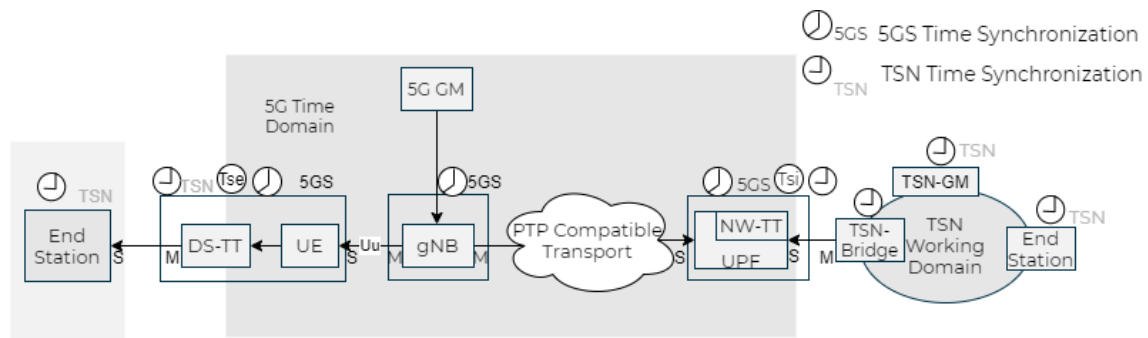 5GS 5GS Time Synchronization
TSN TSN Time Synchronization
5G GM
5G Time
Domain
TSN
TSN Tse 5GS
5GS
5GS Tsi
TSN
TSN
TSN-GM
End
Station
S
M
DS-TT
UE
S
Uu
M
gNB
M
PTP Compatible
Transport
S
NW-TT
UPF
S
M
TSN-
Bridge
TSN
Working
Domain
End
Station